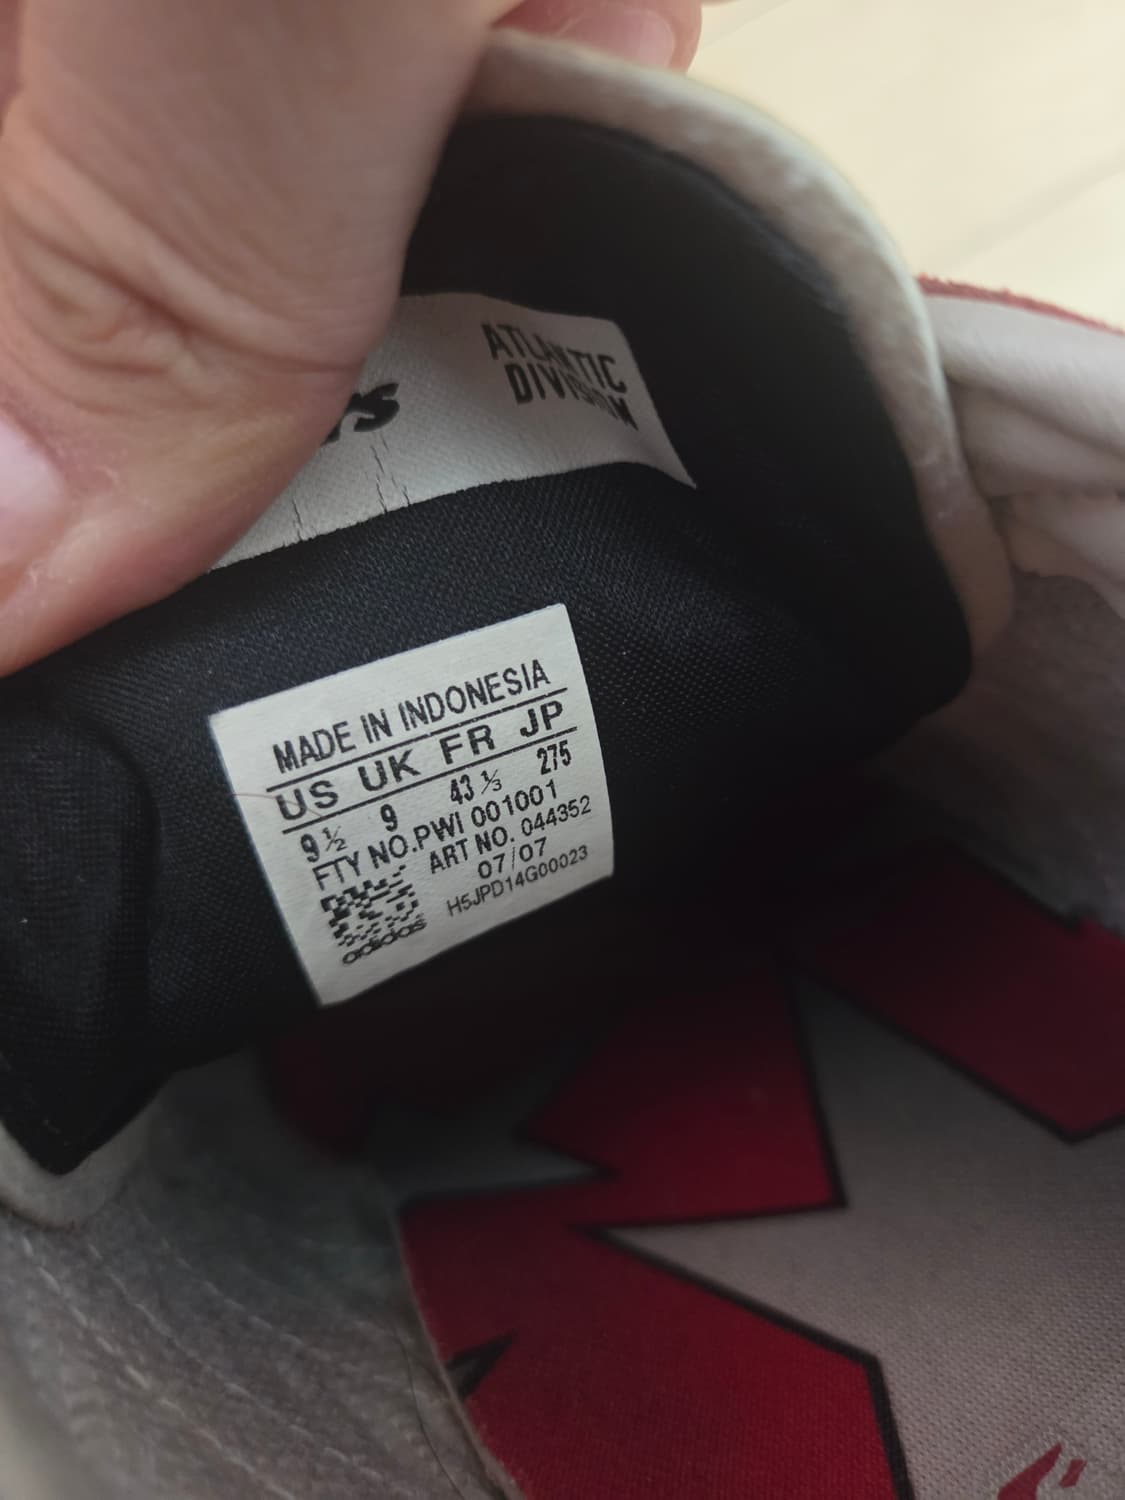 ATLANTIC
DIVISION
MADE IN INDONESIA
US UK FR JP
9½ 9 43⅓ 275
FTY NO.PWI 001001
ART NO. 044352
07/07
H5JPD14G00023
adidas